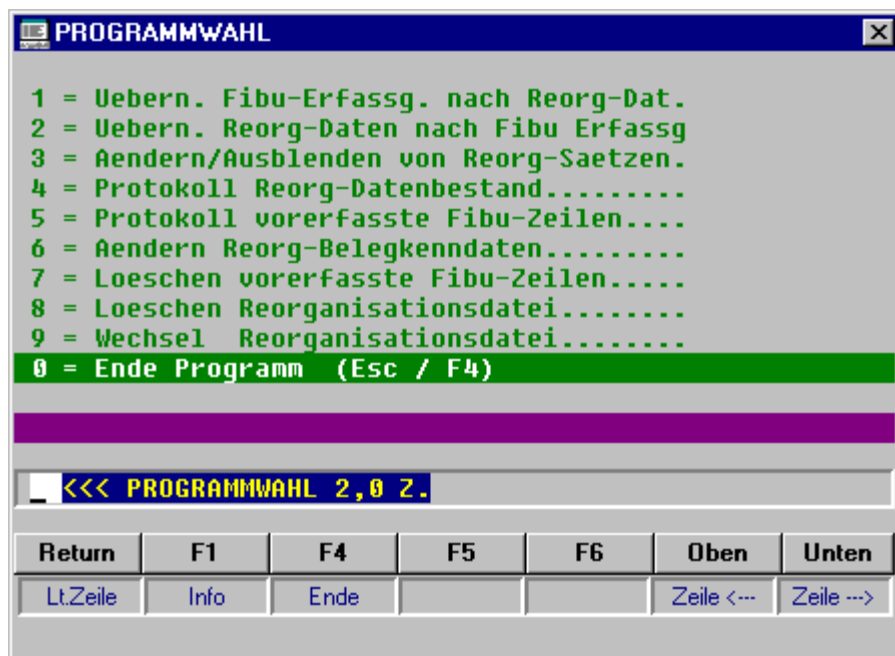 PROGRAMMWAHL
1 = Uebern. Fibu-Erfassg. nach Reorg-Dat.
2 = Uebern. Reorg-Daten nach Fibu Erfassg
3 = Aendern/Ausblenden von Reorg-Saetzen.
4 = Protokoll Reorg-Datenbestand.........
5 = Protokoll vorerfasste Fibu-Zeilen....
6 = Aendern Reorg-Belegkenndaten.........
7 = Loeschen vorerfasste Fibu-Zeilen.....
8 = Loeschen Reorganisationsdatei........
9 = Wechsel  Reorganisationsdatei........
0 = Ende Programm  (Esc / F4)
_ <<< PROGRAMMWAHL 2,0 Z.
Return F1 F4 F5 F6 Oben Unten
Lt.Zeile Info Ende Zeile <--- Zeile --->